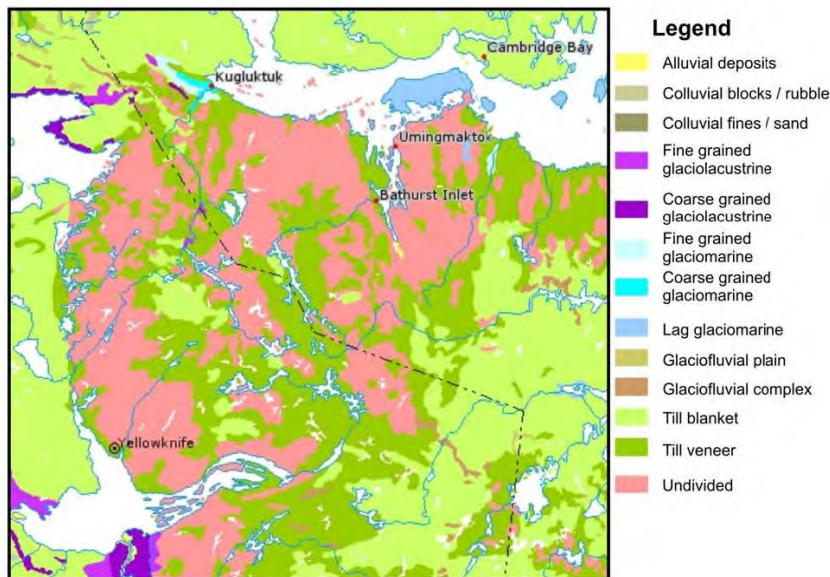 Cambridge Bay
Kugluktuk
Umingmaktok
Bathurst Inlet
Yellowknife
Legend
Alluvial deposits
Colluvial blocks / rubble
Colluvial fines / sand
Fine grained
glaciolacustrine
Coarse grained
glaciolacustrine
Fine grained
glaciomarine
Coarse grained
glaciomarine
Lag glaciomarine
Glaciofluvial plain
Glaciofluvial complex
Till blanket
Till veneer
Undivided